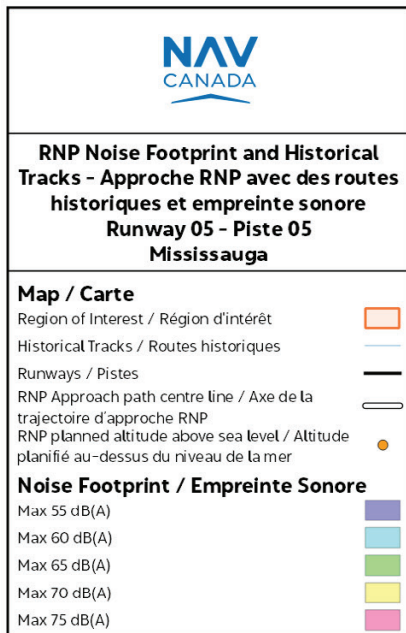 NAV
CANADA
RNP Noise Footprint and Historical
Tracks - Approche RNP avec des routes
historiques et empreinte sonore
Runway 05 - Piste 05
Mississauga
Map / Carte
Region of Interest / Région d'intérêt
Historical Tracks / Routes historiques
Runways / Pistes
RNP Approach path centre line / Axe de la
trajectoire d'approche RNP
RNP planned altitude above sea level / Altitude
planifié au-dessus du niveau de la mer
Noise Footprint / Empreinte Sonore
Max 55 dB(A)
Max 60 dB(A)
Max 65 dB(A)
Max 70 dB(A)
Max 75 dB(A)